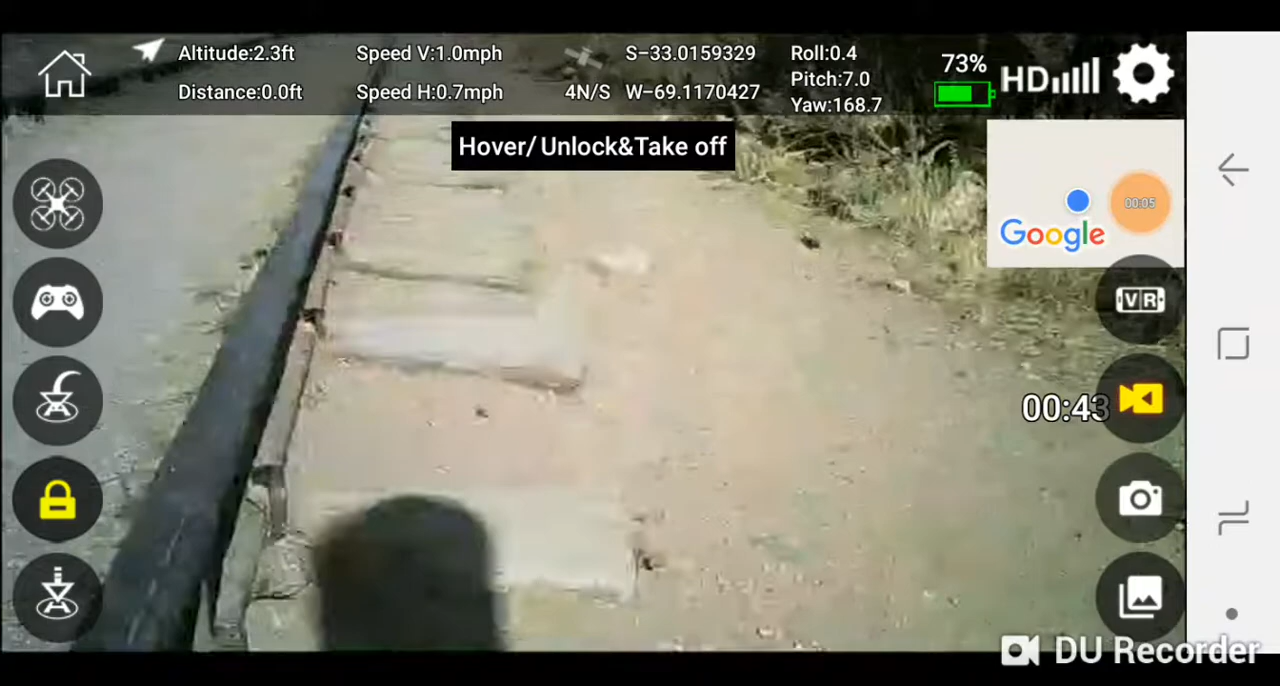 Altitude:2.3ft Speed V:1.0mph S-33.0159329 Roll:0.4
Pitch:7.0
73% HD
Distance:0.0ft Speed H:0.7mph 4N/S W-69.1170427 Yaw:168.7
Hover/ Unlock&Take off
00:05
Google
VR
00:43
DU Recorder